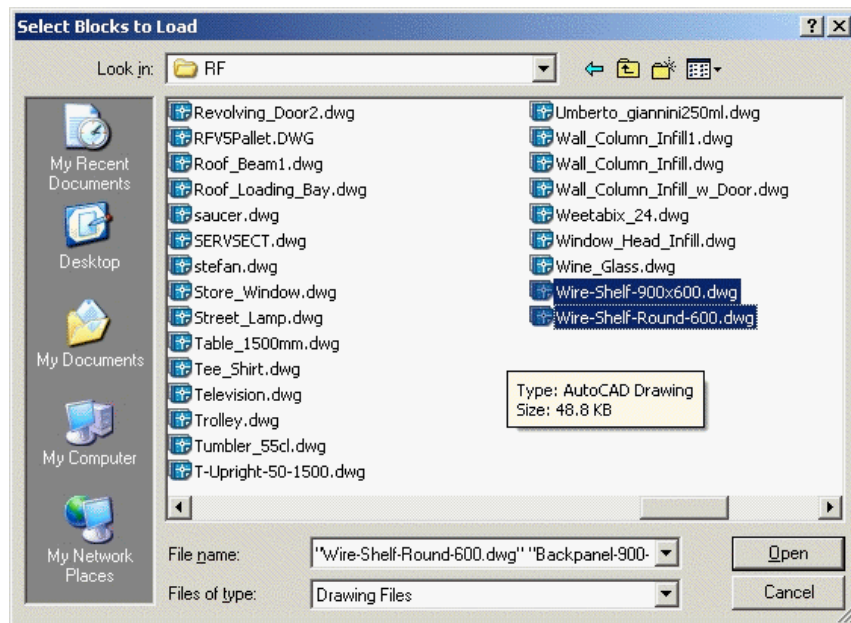 Select Blocks to Load
Look in:
RF
My Recent
Documents
Desktop
My Documents
My Computer
My Network
Places
Revolving_Door2.dwg
RFV5Pallet.DWG
Roof_Beam1.dwg
Roof_Loading_Bay.dwg
saucer.dwg
SERVSECT.dwg
stefan.dwg
Store_Window.dwg
Street_Lamp.dwg
Table_1500mm.dwg
Tee_Shirt.dwg
Television.dwg
Trolley.dwg
Tumbler_55cl.dwg
T-Upright-50-1500.dwg
Umberto_giannini250ml.dwg
Wall_Column_Infill1.dwg
Wall_Column_Infill.dwg
Wall_Column_Infill_w_Door.dwg
Weetabix_24.dwg
Window_Head_Infill.dwg
Wine_Glass.dwg
Wire-Shelf-900x600.dwg
Wire-Shelf-Round-600.dwg
Type: AutoCAD Drawing
Size: 48.8 KB
File name:
"Wire-Shelf-Round-600.dwg" "Backpanel-900-
Open
Files of type:
Drawing Files
Cancel